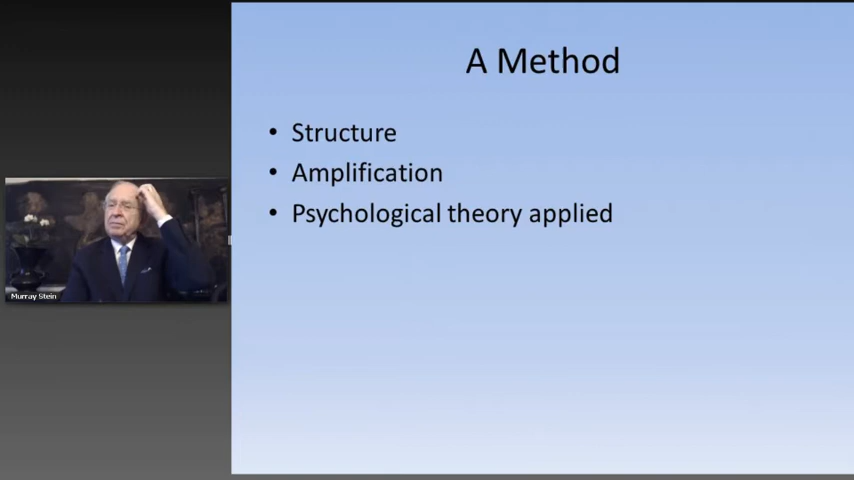 A Method
• Structure
• Amplification
• Psychological theory applied
Murray Stein